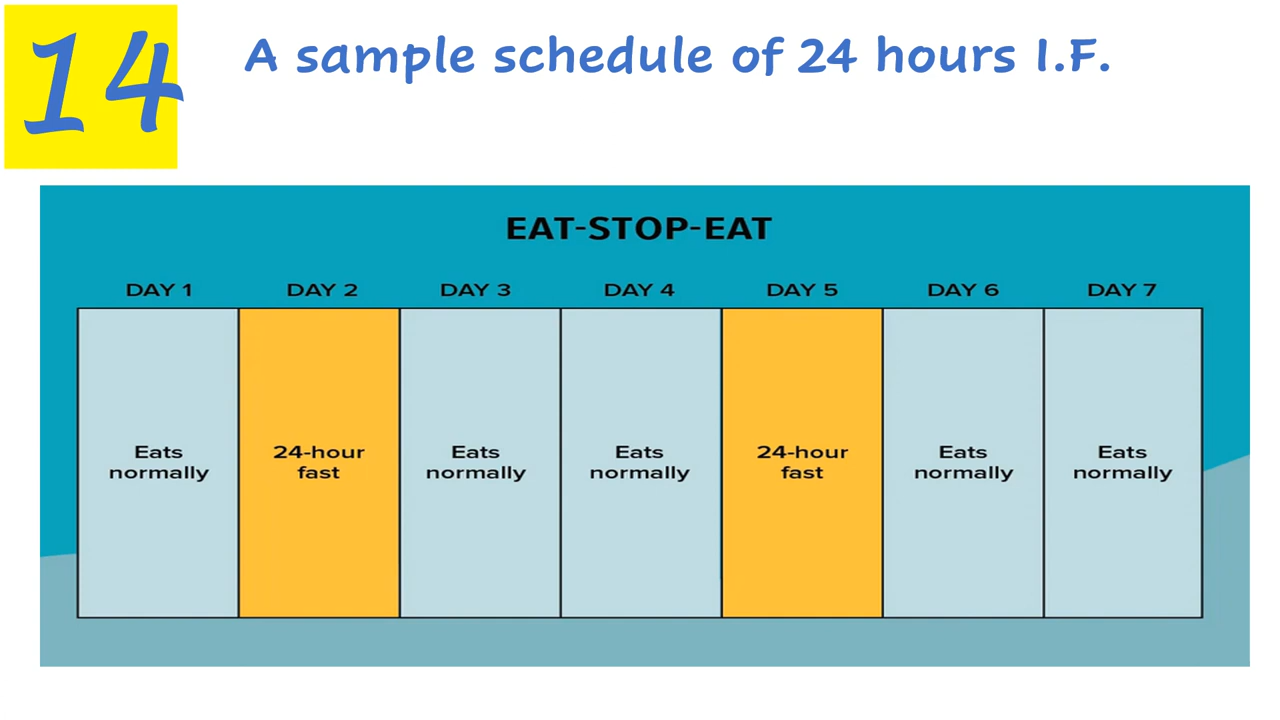 14
A sample schedule of 24 hours I.F.
EAT-STOP-EAT
DAY 1 DAY 2 DAY 3 DAY 4 DAY 5 DAY 6 DAY 7
Eats 24-hour Eats Eats 24-hour Eats Eats
normally fast normally normally fast normally normally